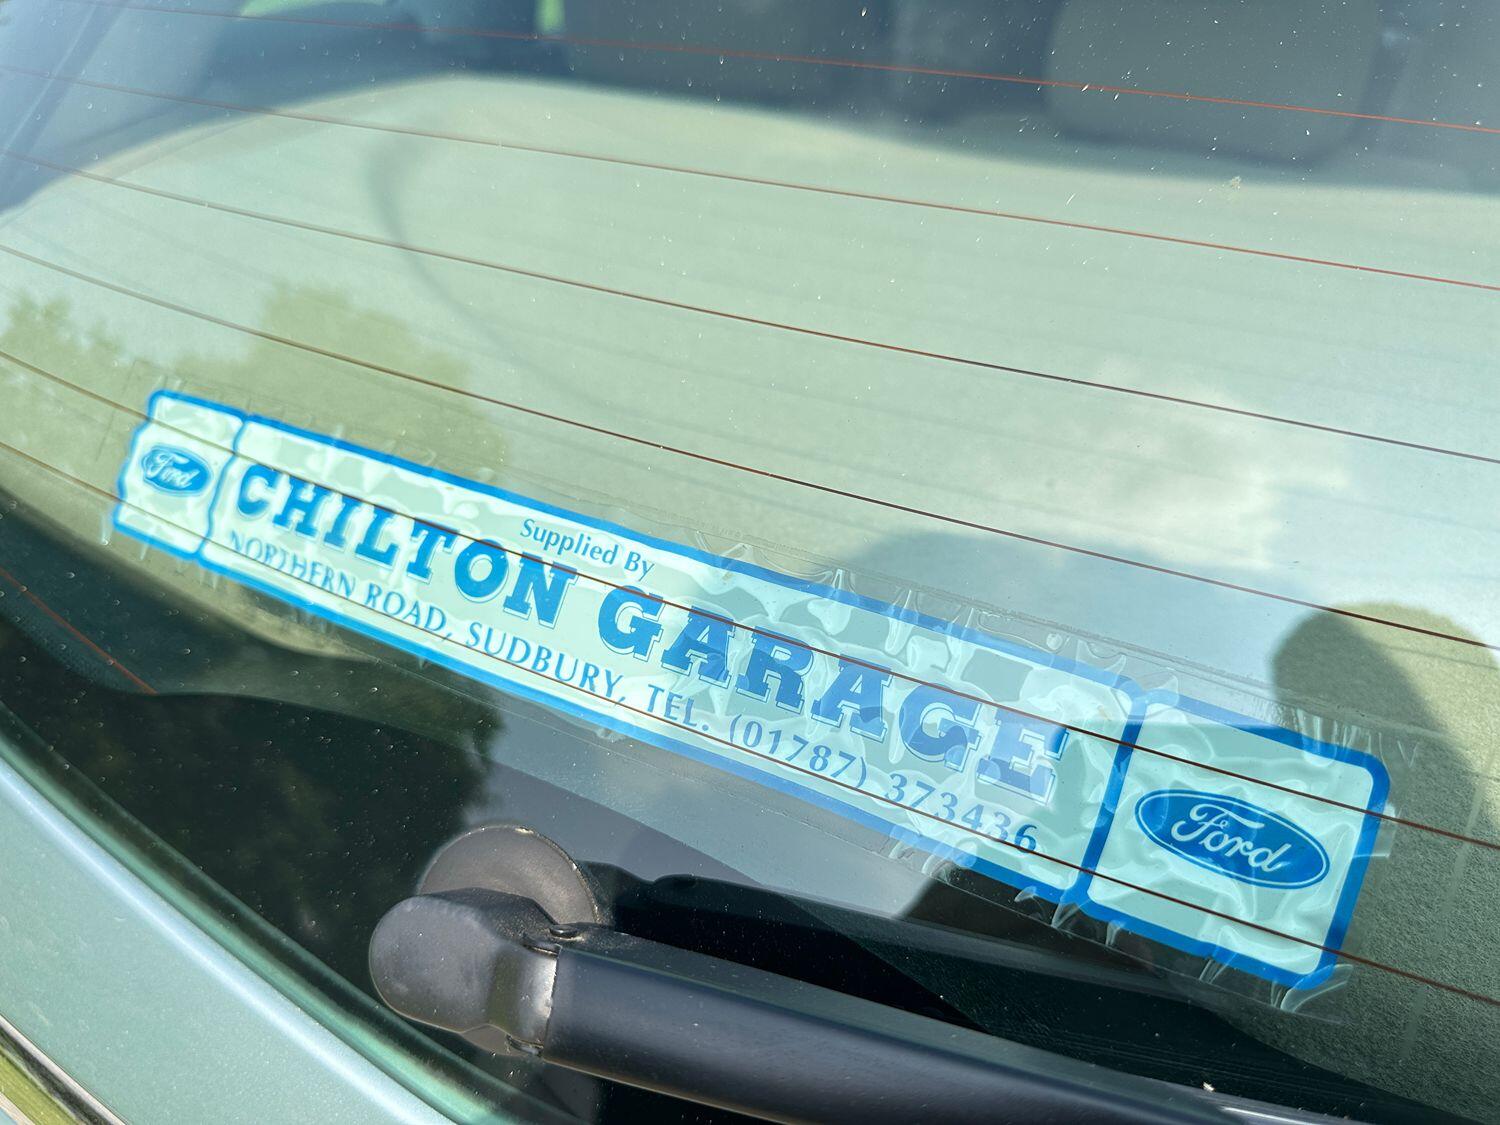 Ford
Supplied By
CHILTON GARAGE
NORTHERN ROAD, SUDBURY, TEL. (01787) 373436
Ford